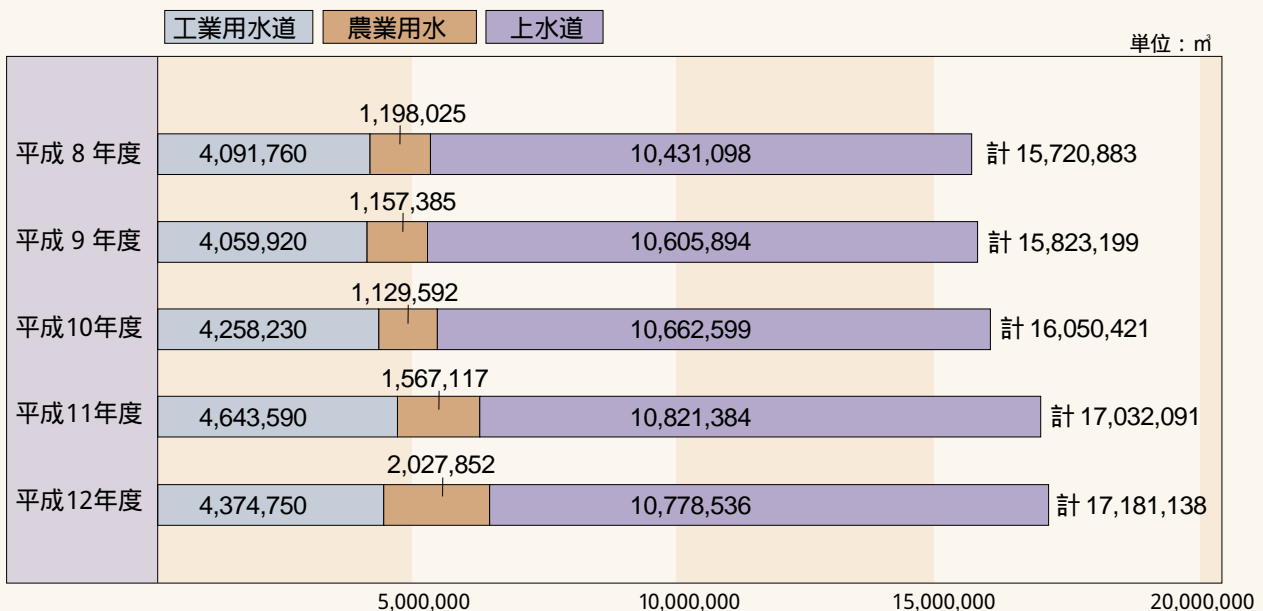 工業用水道 農業用水 上水道
単位：㎥
1,198,025
平成 8 年度 4,091,760 10,431,098 計 15,720,883
1,157,385
平成 9 年度 4,059,920 10,605,894 計 15,823,199
1,129,592
平成10年度 4,258,230 10,662,599 計 16,050,421
1,567,117
平成11年度 4,643,590 10,821,384 計 17,032,091
2,027,852
平成12年度 4,374,750 10,778,536 計 17,181,138
5,000,000 10,000,000 15,000,000 20,000,000